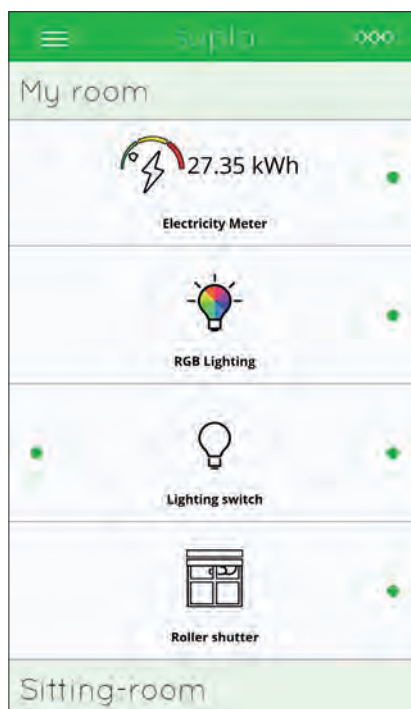 supla
My room
27.35 kWh
Electricity Meter
RGB Lighting
Lighting switch
Roller shutter
Sitting-room